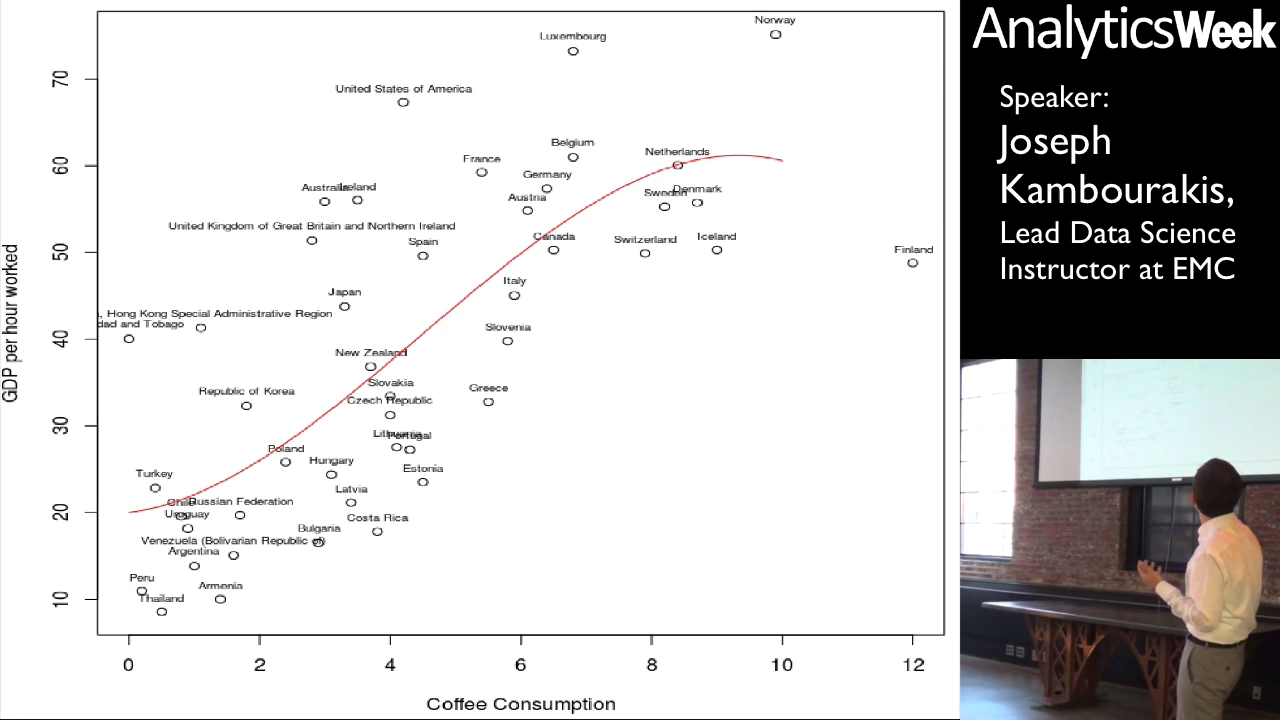 Norway
Luxembourg
United States of America
Belgium
Netherlands
France
Germany
Australia
Ireland
Sweden
Denmark
Austria
United Kingdom of Great Britain and Northern Ireland
Canada
Switzerland
Iceland
Spain
Finland
Italy
Japan
, Hong Kong Special Administrative Region
dad and Tobago
Slovenia
New Zealand
Slovakia
Greece
Republic of Korea
Czech Republic
Lithuania
Portugal
Poland
Hungary
Estonia
Turkey
Latvia
Chile
Russian Federation
Uruguay
Costa Rica
Bulgaria
Venezuela (Bolivarian Republic of)
Argentina
Peru
Armenia
Thailand
70
60
50
40
30
20
10
GDP per hour worked
0 2 4 6 8 10 12
Coffee Consumption
AnalyticsWeek
Speaker:
Joseph
Kambourakis,
Lead Data Science
Instructor at EMC